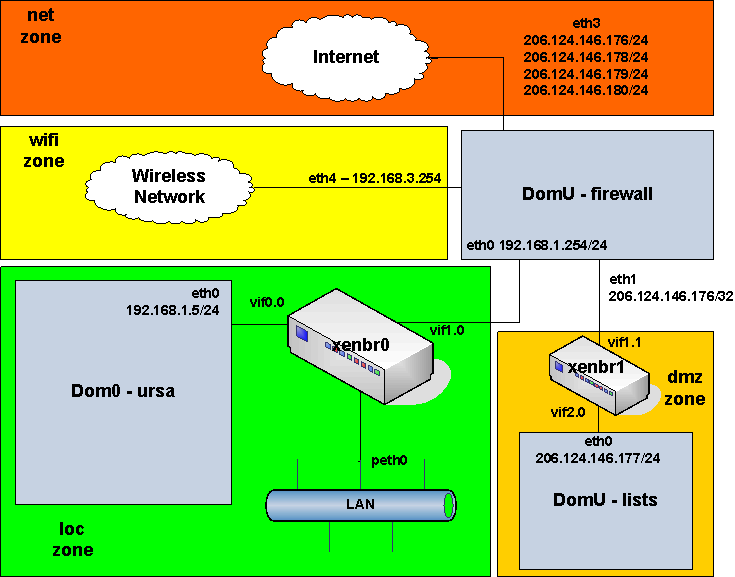 net
zone
Internet
eth3
206.124.146.176/24
206.124.146.178/24
206.124.146.179/24
206.124.146.180/24
wifi
zone
Wireless
Network
eth4 – 192.168.3.254
DomU - firewall
eth0 192.168.1.254/24
eth1
206.124.146.176/32
eth0
192.168.1.5/24
vif0.0
xenbr0
vif1.0
Dom0 - ursa
peth0
LAN
loc
zone
vif1.1
xenbr1
dmz
zone
vif2.0
eth0
206.124.146.177/24
DomU - lists